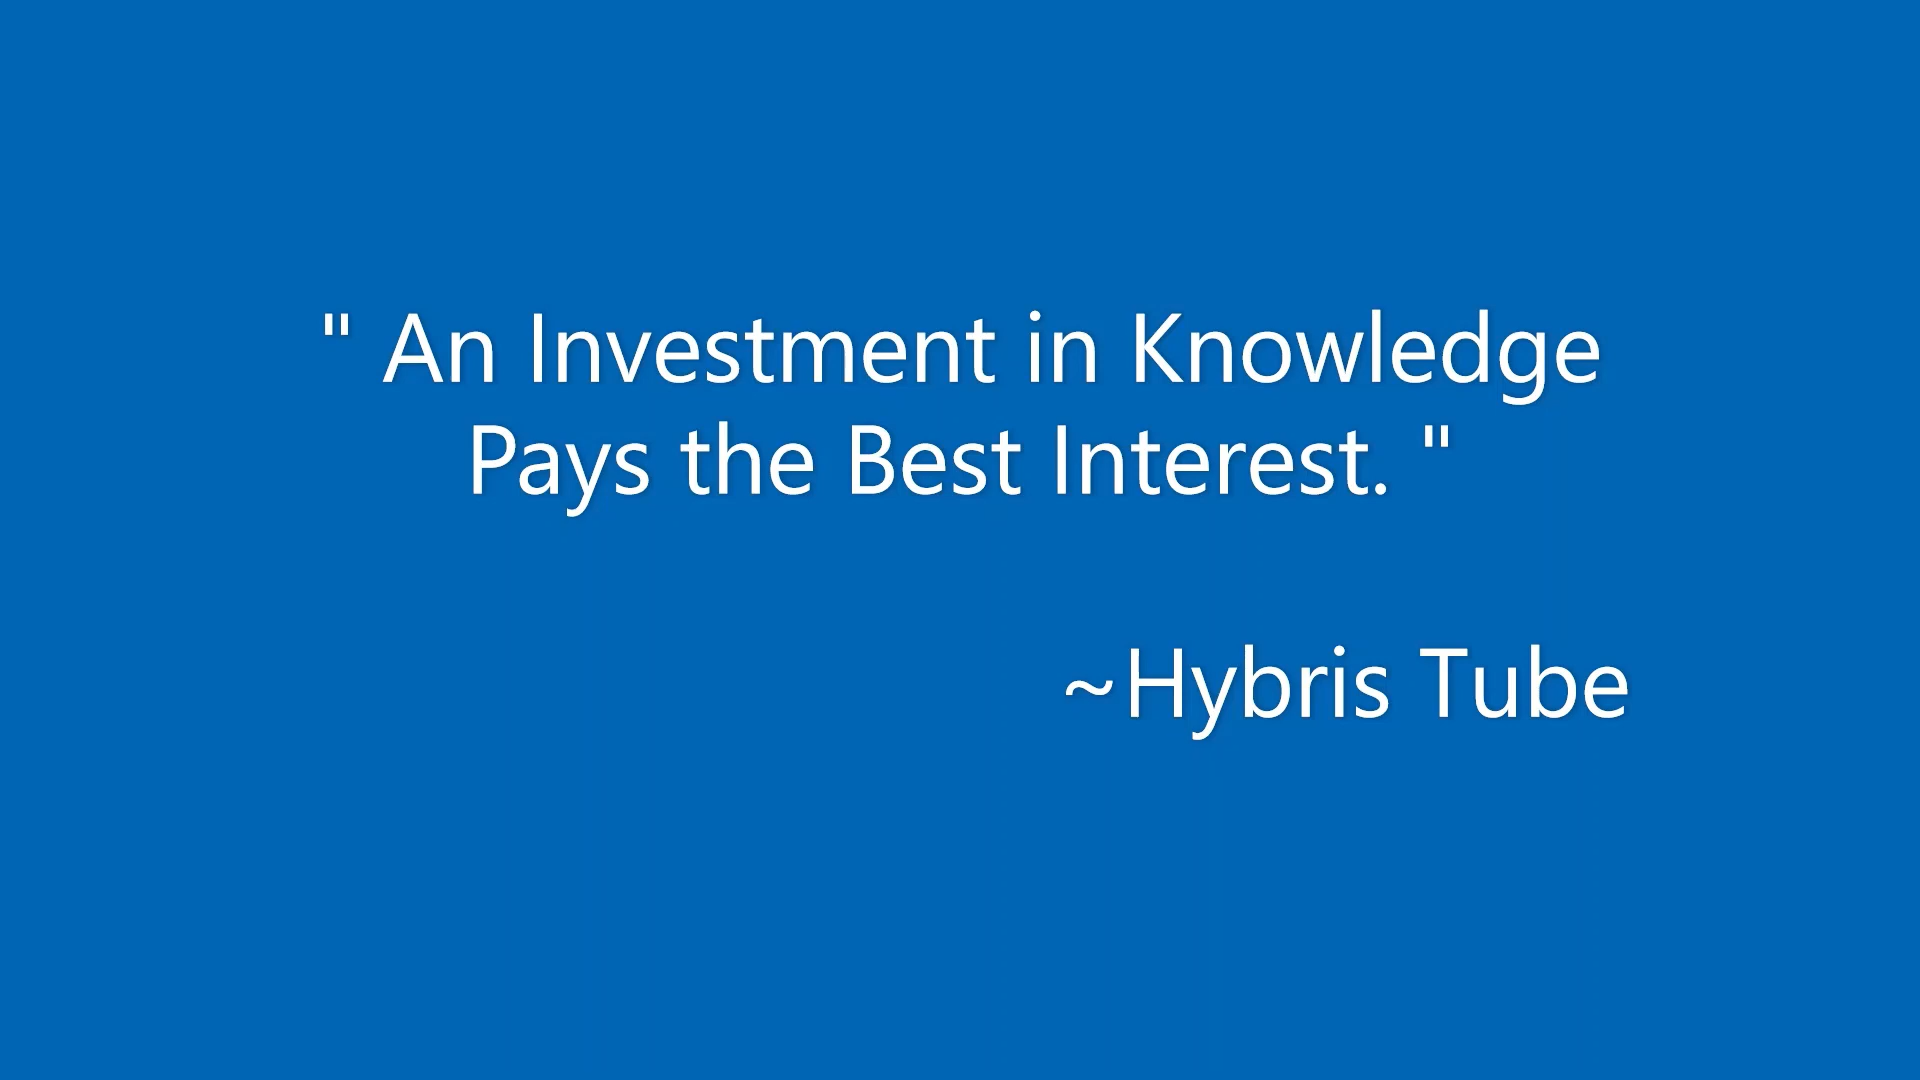 " An Investment in Knowledge
Pays the Best Interest. "
~Hybris Tube